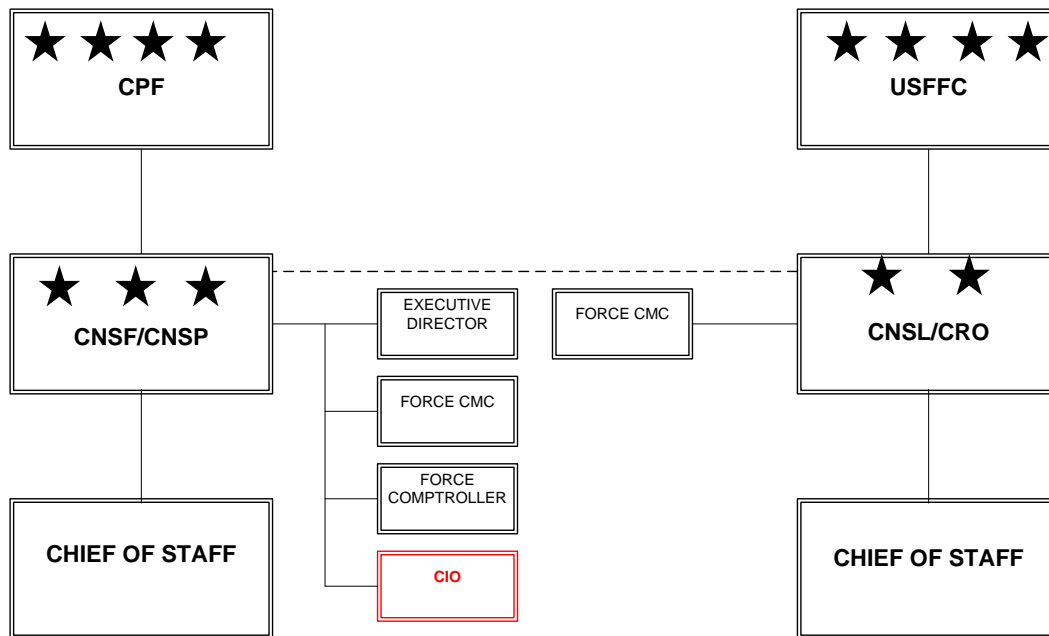 CPF
USFFC
CNSF/CNSP
EXECUTIVE
DIRECTOR
FORCE CMC
CNSL/CRO
FORCE CMC
FORCE
COMPTROLLER
CHIEF OF STAFF
CIO
CHIEF OF STAFF